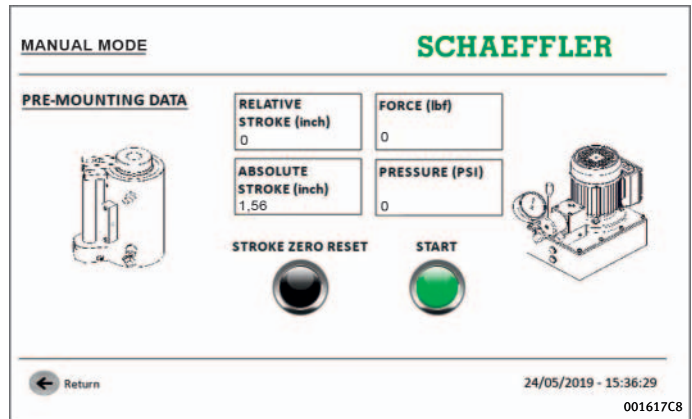 MANUAL MODE
SCHAEFFLER
PRE-MOUNTING DATA
RELATIVE
STROKE (inch)
0
FORCE (lbf)
0
ABSOLUTE
STROKE (inch)
1,56
PRESSURE (PSI)
0
STROKE ZERO RESET
START
Return
24/05/2019 - 15:36:29
001617C8